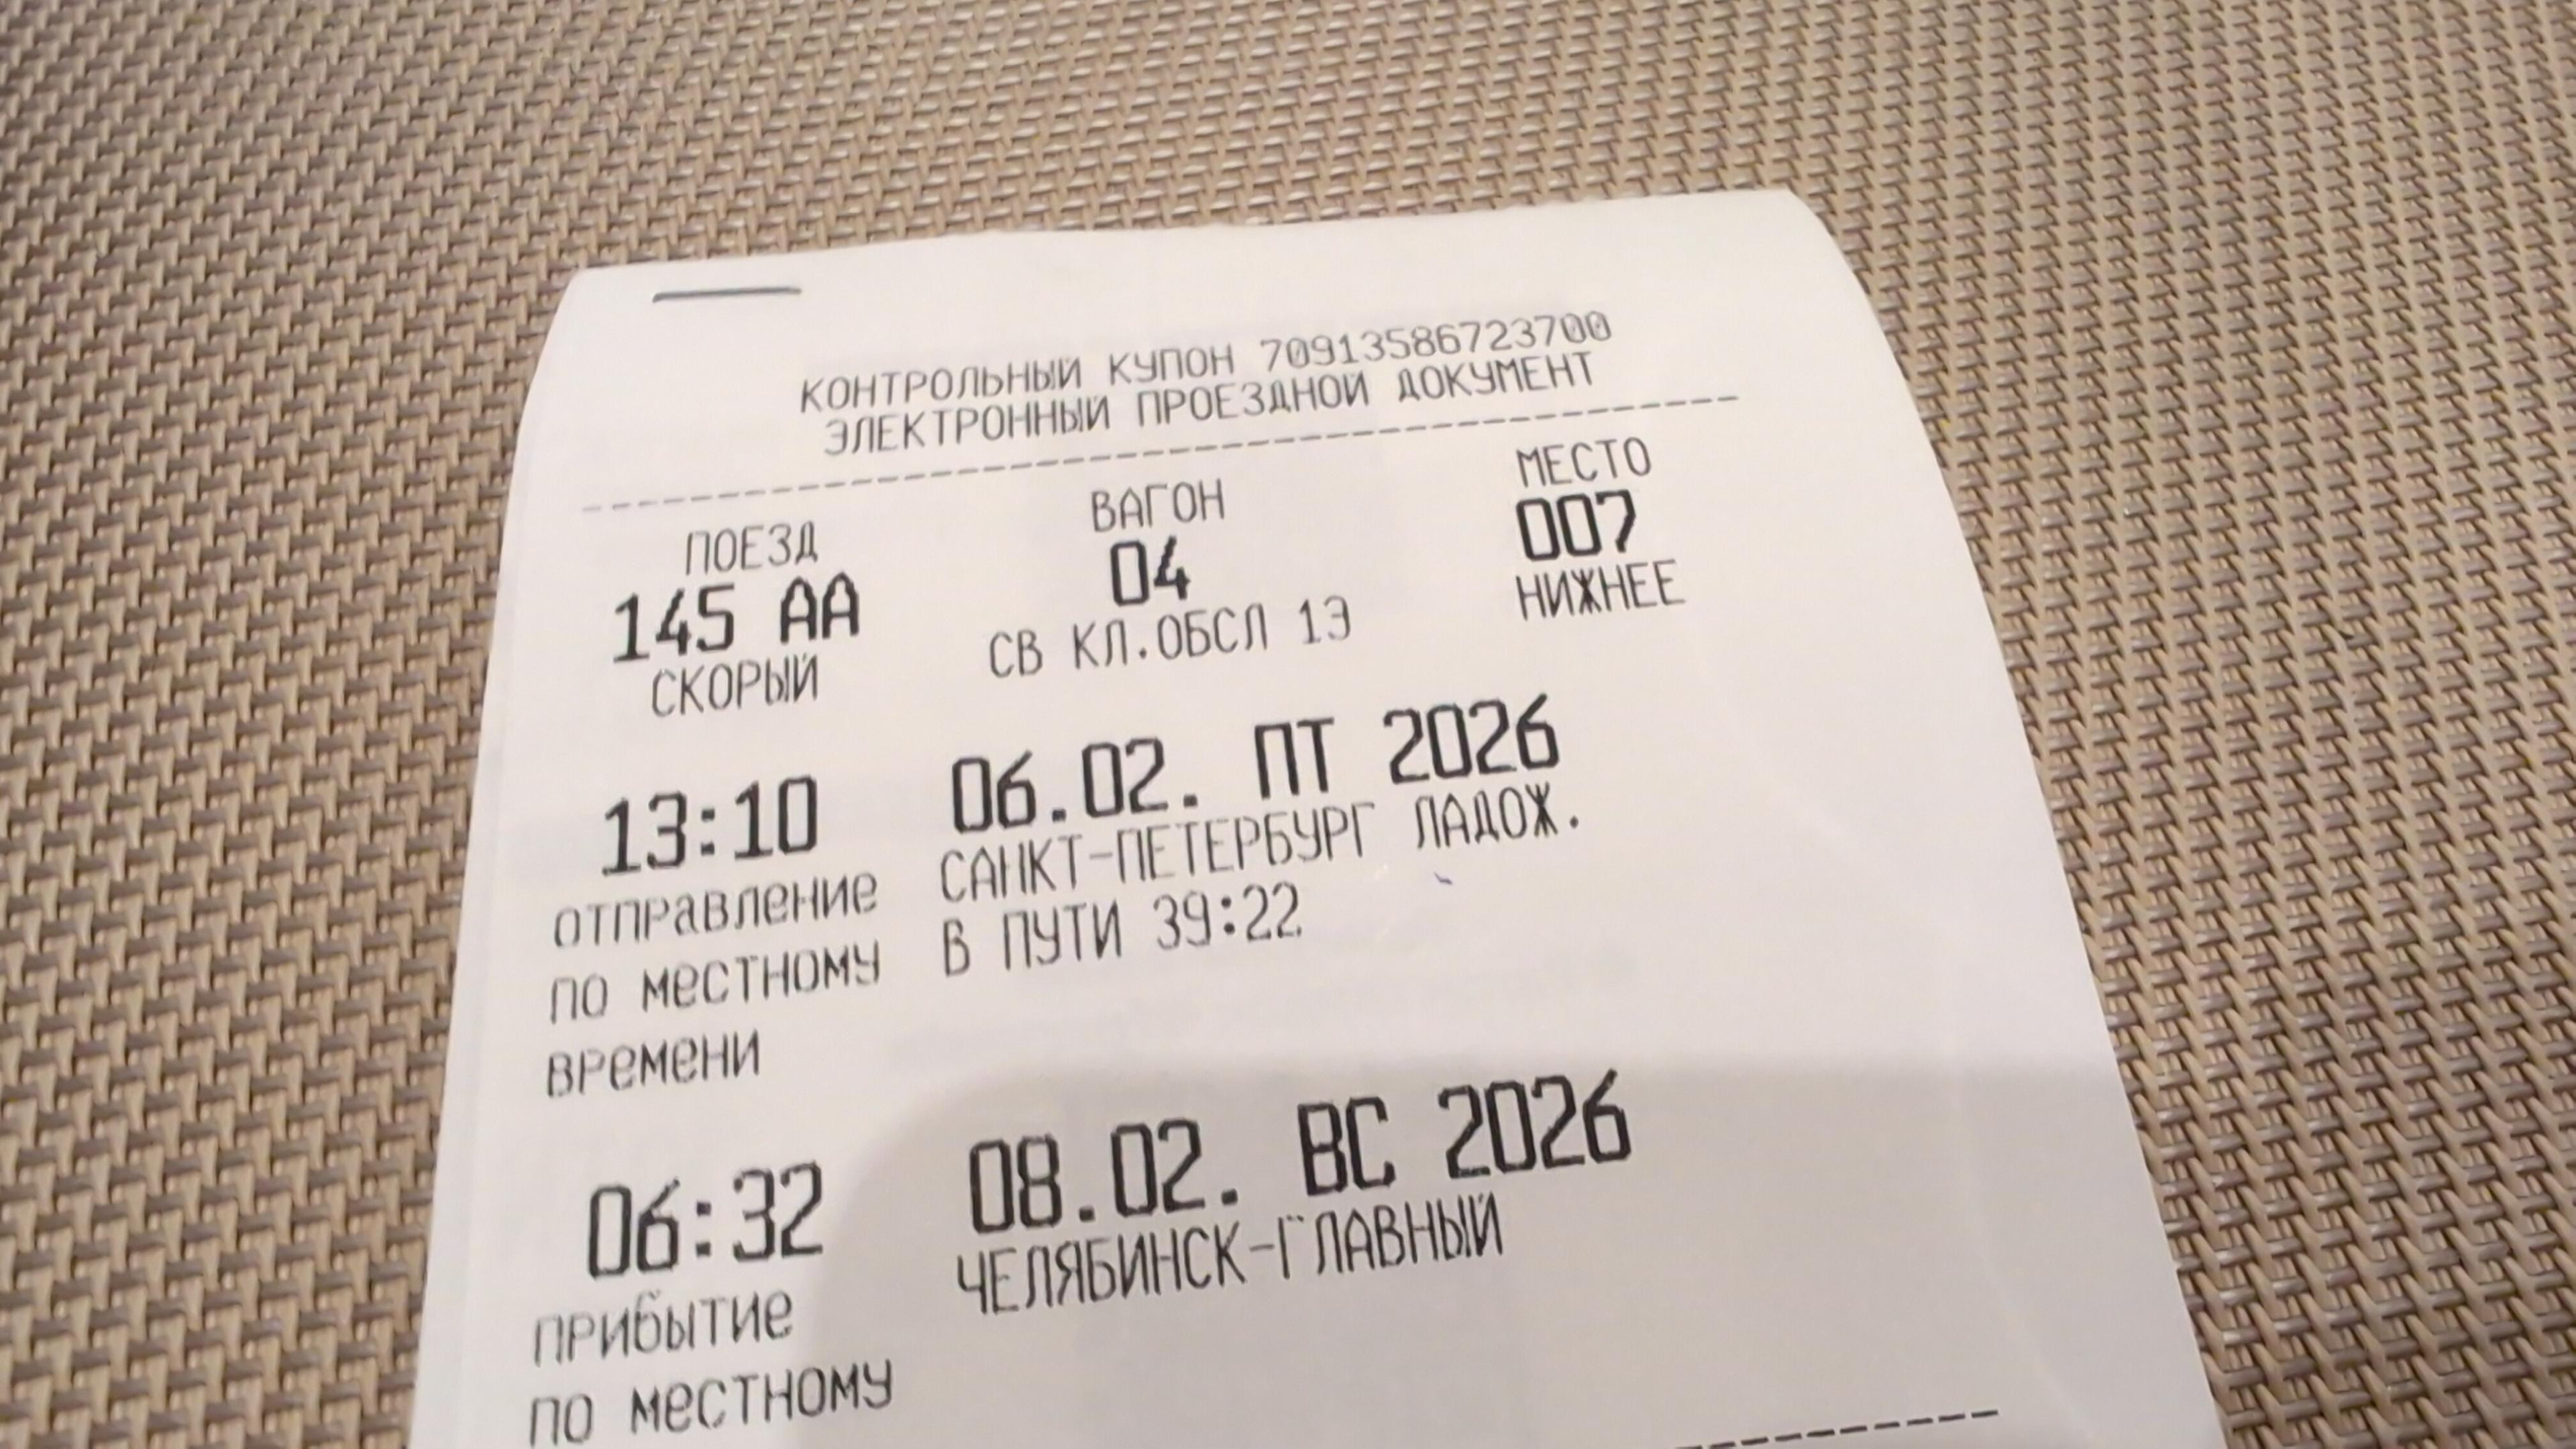 КОНТРОЛЬНЫЙ КУПОН 70913586723700
ЭЛЕКТРОННЫЙ ПРОЕЗДНОЙ ДОКУМЕНТ
ПОЕЗД ВАГОН МЕСТО
145 АА 04 007
СКОРЫЙ СВ КЛ.ОБСЛ 1Э НИЖНЕЕ
13:10 06.02. ПТ 2026
отправление САНКТ-ПЕТЕРБУРГ ЛАДОЖ.
по местному В ПУТИ 39:22
времени
06:32 08.02. ВС 2026
прибытие ЧЕЛЯБИНСК-ГЛАВНЫЙ
по местному